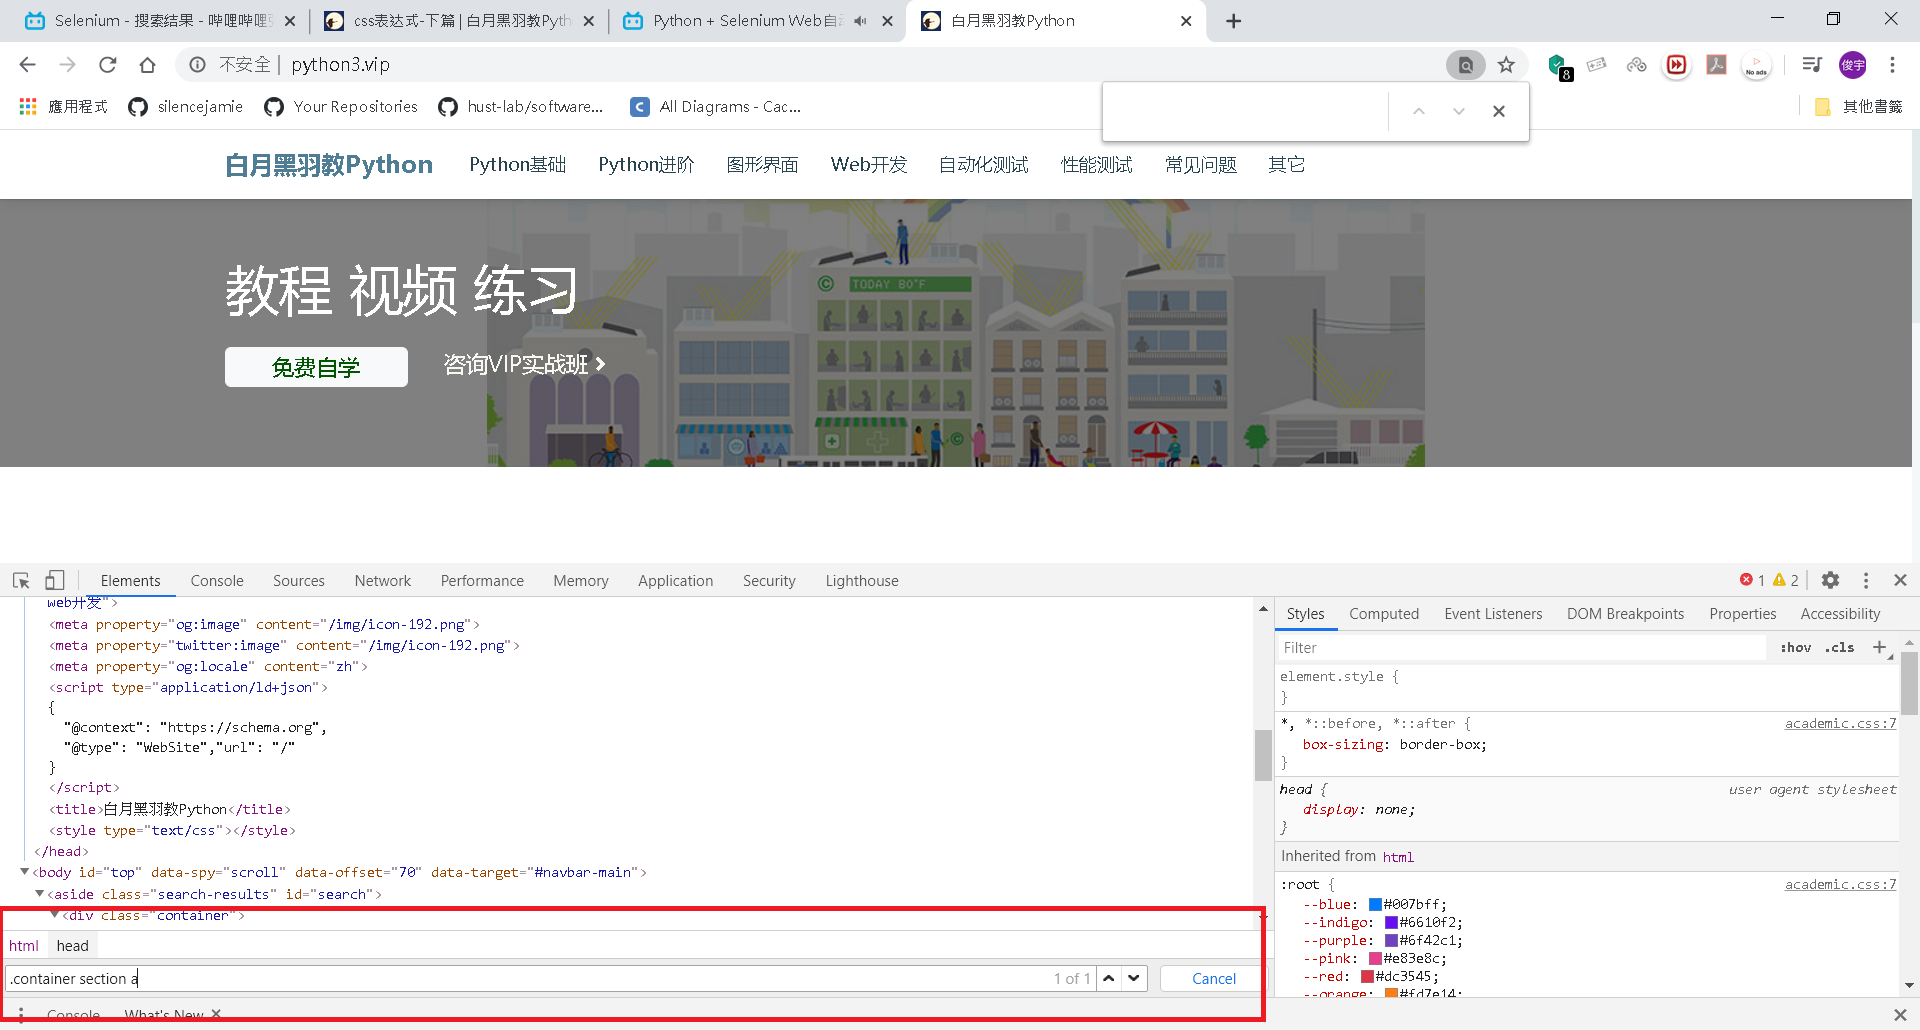 Selenium - 搜索结果 - 哔哩哔哩
css表达式-下篇 | 白月黑羽教Pyth
Python + Selenium Web自
白月黑羽教Python
不安全 | python3.vip
8
No ads
俊宇
應用程式
silencejamie
Your Repositories
hust-lab/software...
All Diagrams - Cac...
其他書籤
白月黑羽教Python
Python基础
Python进阶
图形界面
Web开发
自动化测试
性能测试
常见问题
其它
TODAY 80°F
教程 视频 练习
免费自学
咨询VIP实战班
Elements
Console
Sources
Network
Performance
Memory
Application
Security
Lighthouse
1
2
web开发">
<meta property="og:image" content="/img/icon-192.png">
<meta property="twitter:image" content="/img/icon-192.png">
<meta property="og:locale" content="zh">
<script type="application/ld+json">
{
"@context": "https://schema.org",
"@type": "WebSite","url": "/"
}
</script>
<title>白月黑羽教Python</title>
<style type="text/css"></style>
</head>
<body id="top" data-spy="scroll" data-offset="70" data-target="#navbar-main">
<aside class="search-results" id="search">
<div class="container">
html
head
.container section a
1 of 1
Cancel
Console
What's New
Styles
Computed
Event Listeners
DOM Breakpoints
Properties
Accessibility
Filter
:hov
.cls
element.style {
}
*, *::before, *::after {
academic.css:7
box-sizing: border-box;
}
head {
user agent stylesheet
display: none;
}
Inherited from html
:root {
academic.css:7
--blue: #007bff;
--indigo: #6610f2;
--purple: #6f42c1;
--pink: #e83e8c;
--red: #dc3545;
--orange: #fd7e14;